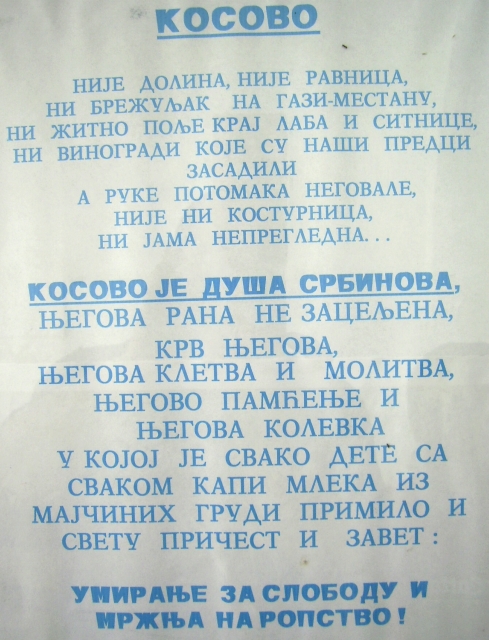 КОСОВО
НИЈЕ ДОЛИНА, НИЈЕ РАВНИЦА,
НИ БРЕЖУЉАК НА ГАЗИ-МЕСТАНУ,
НИ ЖИТНО ПОЉЕ КРАЈ ЛАБА И СИТНИЦЕ,
НИ ВИНОГРАДИ КОЈЕ СУ НАШИ ПРЕДЦИ
ЗАСАДИЛИ
А РУКЕ ПОТОМАКА НЕГОВАЛЕ,
НИЈЕ НИ КОСТУРНИЦА,
НИ ЈАМА НЕПРЕГЛЕДНА...
КОСОВО ЈЕ ДУША СРБИНОВА,
ЊЕГОВА РАНА НЕ ЗАЦЕЉЕНА,
КРВ ЊЕГОВА,
ЊЕГОВА КЛЕТВА И МОЛИТВА,
ЊЕГОВО ПАМЋЕЊЕ И
ЊЕГОВА КОЛЕВКА
У КОЈОЈ ЈЕ СВАКО ДЕТЕ СА
СВАКОМ КАПИ МЛЕКА ИЗ
МАЈЧИНИХ ГРУДИ ПРИМИЛО И
СВЕТУ ПРИЧЕСТ И ЗАВЕТ:
УМИРАЊЕ ЗА СЛОБОДУ И
МРЖЊА НА РОПСТВО!